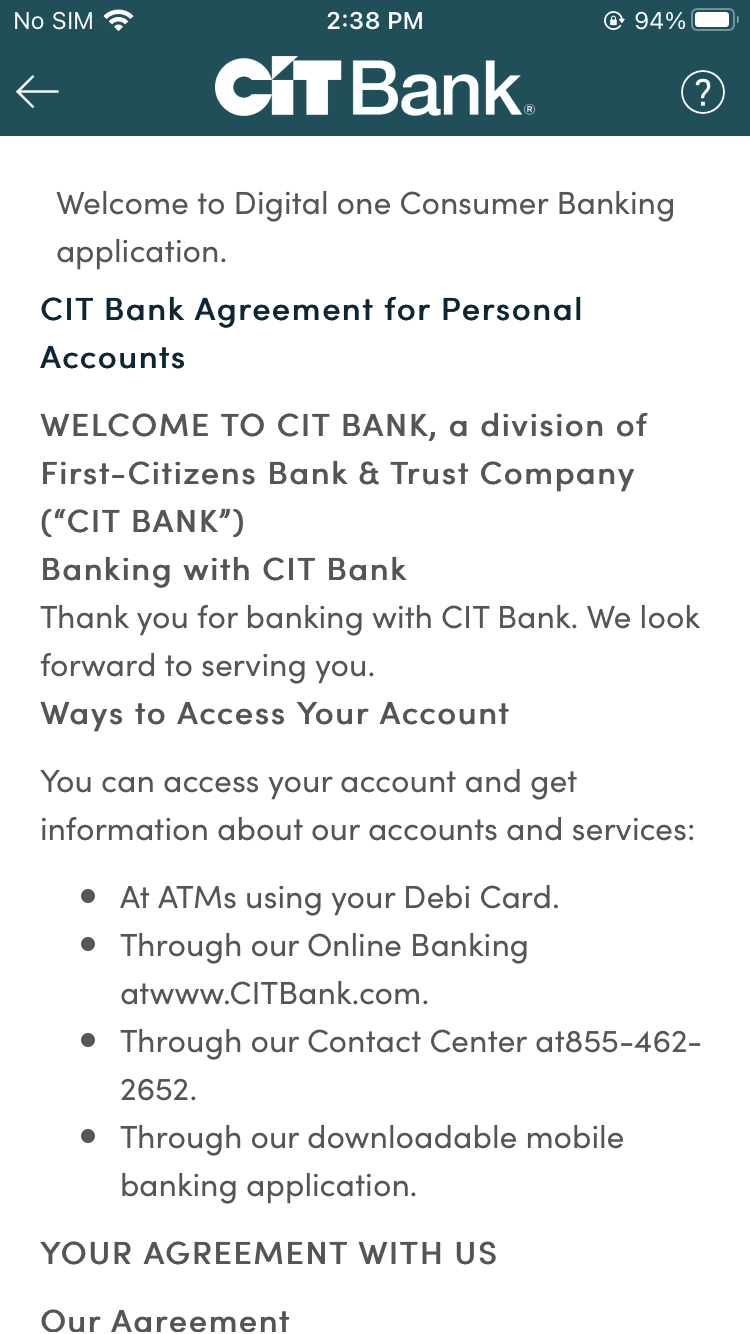 No SIM 2:38 PM 94%
CIT Bank®
?
Welcome to Digital one Consumer Banking
application.
CIT Bank Agreement for Personal
Accounts
WELCOME TO CIT BANK, a division of
First-Citizens Bank & Trust Company
(“CIT BANK”)
Banking with CIT Bank
Thank you for banking with CIT Bank. We look
forward to serving you.
Ways to Access Your Account
You can access your account and get
information about our accounts and services:
• At ATMs using your Debi Card.
• Through our Online Banking
atwww.CITBank.com.
• Through our Contact Center at855-462-
2652.
• Through our downloadable mobile
banking application.
YOUR AGREEMENT WITH US
Our Agreement